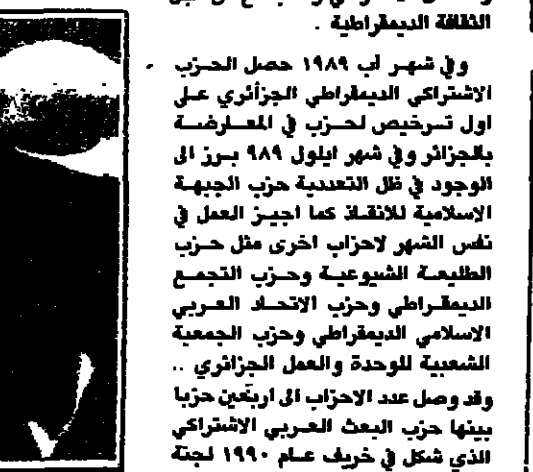 الثقافة الديمقراطية .
وفي شهر آب ١٩٨٩ حصل الحزب
الاشتراكي الديمقراطي الجزأئري على
اول ترخيص لحزب في المعارضة
بالجزائر وفي شهر ايلول ٩٨٩ برز الى
الوجود في ظل التعددية حزب الجبهة
الاسلامية للانقاذ كما اجيز العمل في
نفس الشهر لاحزاب اخرى مثل حزب
الطليعة الشيوعية وحزب التجمع
الديمقراطي وحزب الاتحاد العربي
الاسلامي الديمقراطي وحزب الجمعية
الشعبية للوحدة والعمل الجزائري ..
وقد وصل عدد الاحزاب الى اربعين حزبا
بينها حزب البعث العربي الاشتراكي
الذي شكل في خريف عام ١٩٩٠ لجنة